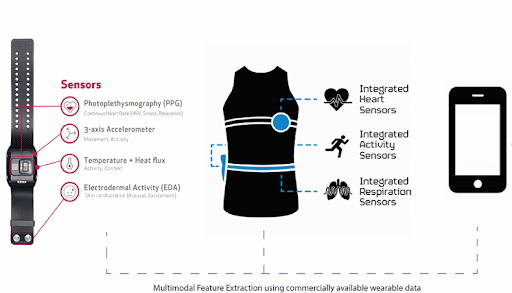 Sensors
Photoplethysmography (PPG)
Continous Heart Rate (HRV, Stress, Relaxation)
3-axis Accelerometer
Movement, Activity
Temperature + Heat flux
Activity, Context
Electrodermal Activity (EDA)
Skin conductance (Arousal, Excitement)
Integrated
Heart
Sensors
Integrated
Activity
Sensors
Integrated
Respiration
Sensors
Multimodal Feature Extraction using commercially available wearable data